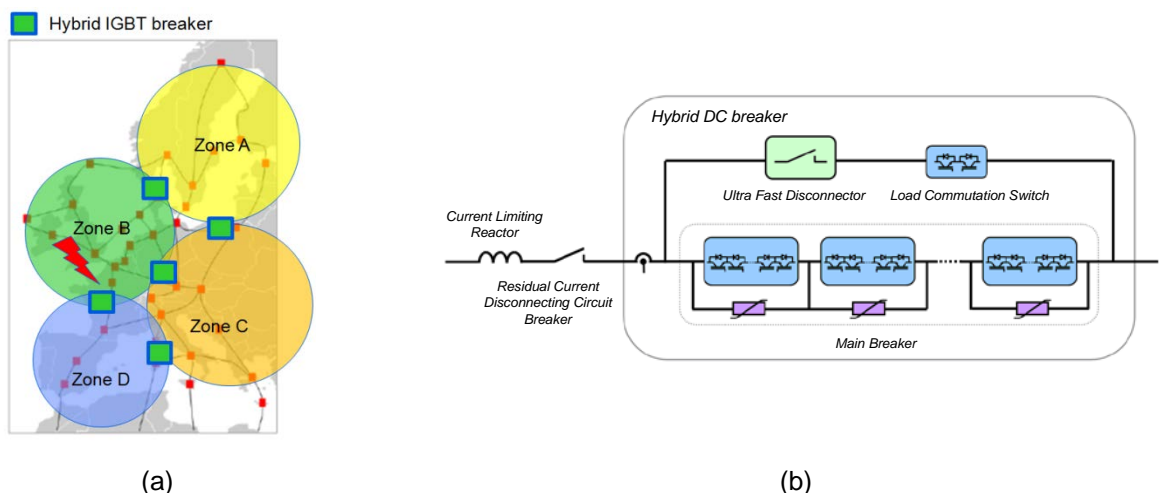 Hybrid IGBT breaker
Zone A
Zone B
Zone C
Zone D
(a)
Hybrid DC breaker
Ultra Fast Disconnector
Load Commutation Switch
Current Limiting
Reactor
Residual Current
Disconnecting Circuit
Breaker
Main Breaker
(b)